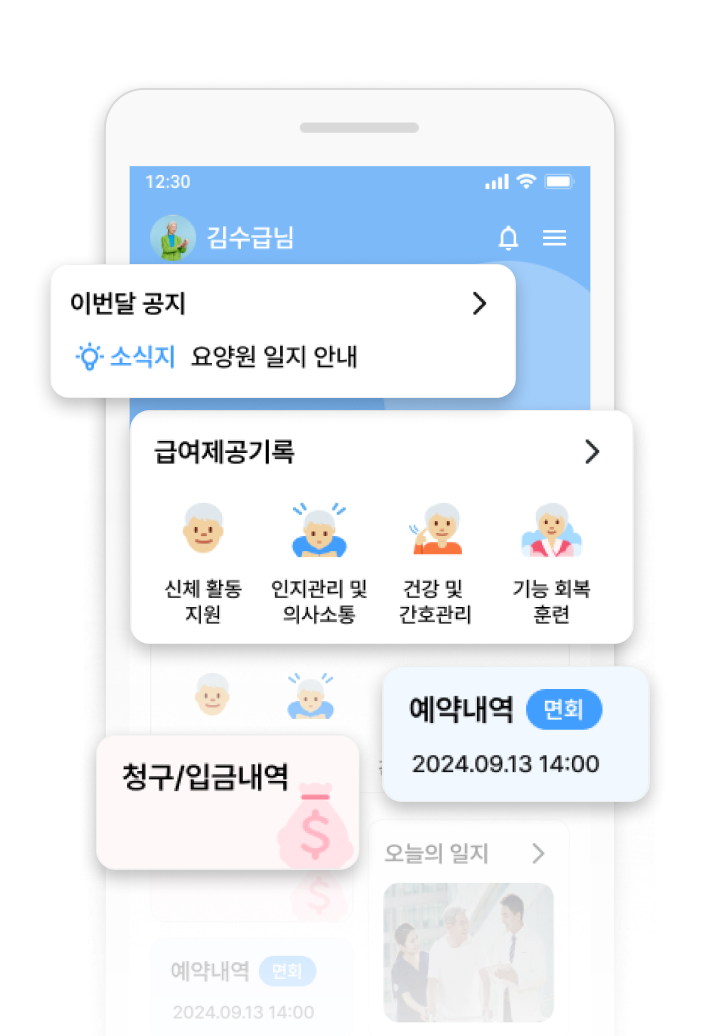 12:30
김수급님
이번달 공지
소식지 요양원 일지 안내
급여제공기록
신체 활동
지원
인지관리 및
의사소통
건강 및
간호관리
기능 회복
훈련
예약내역 면회
2024.09.13 14:00
청구/입금내역
$
오늘의 일지
$
예약내역 면회
2024.09.13 14:00